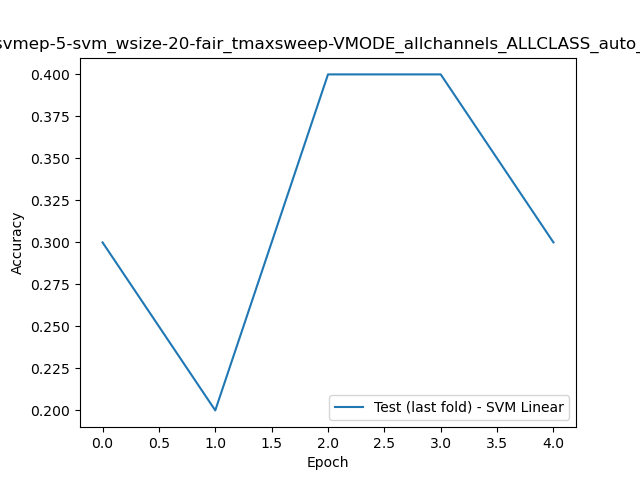 svmep-5-svm_wsize-20-fair_tmaxsweep-VMODE_allchannels_ALLCLASS_auto_
0.400
0.375
0.350
0.325
0.300
0.275
0.250
0.225
0.200
Accuracy
Test (last fold) - SVM Linear
0.0 0.5 1.0 1.5 2.0 2.5 3.0 3.5 4.0
Epoch